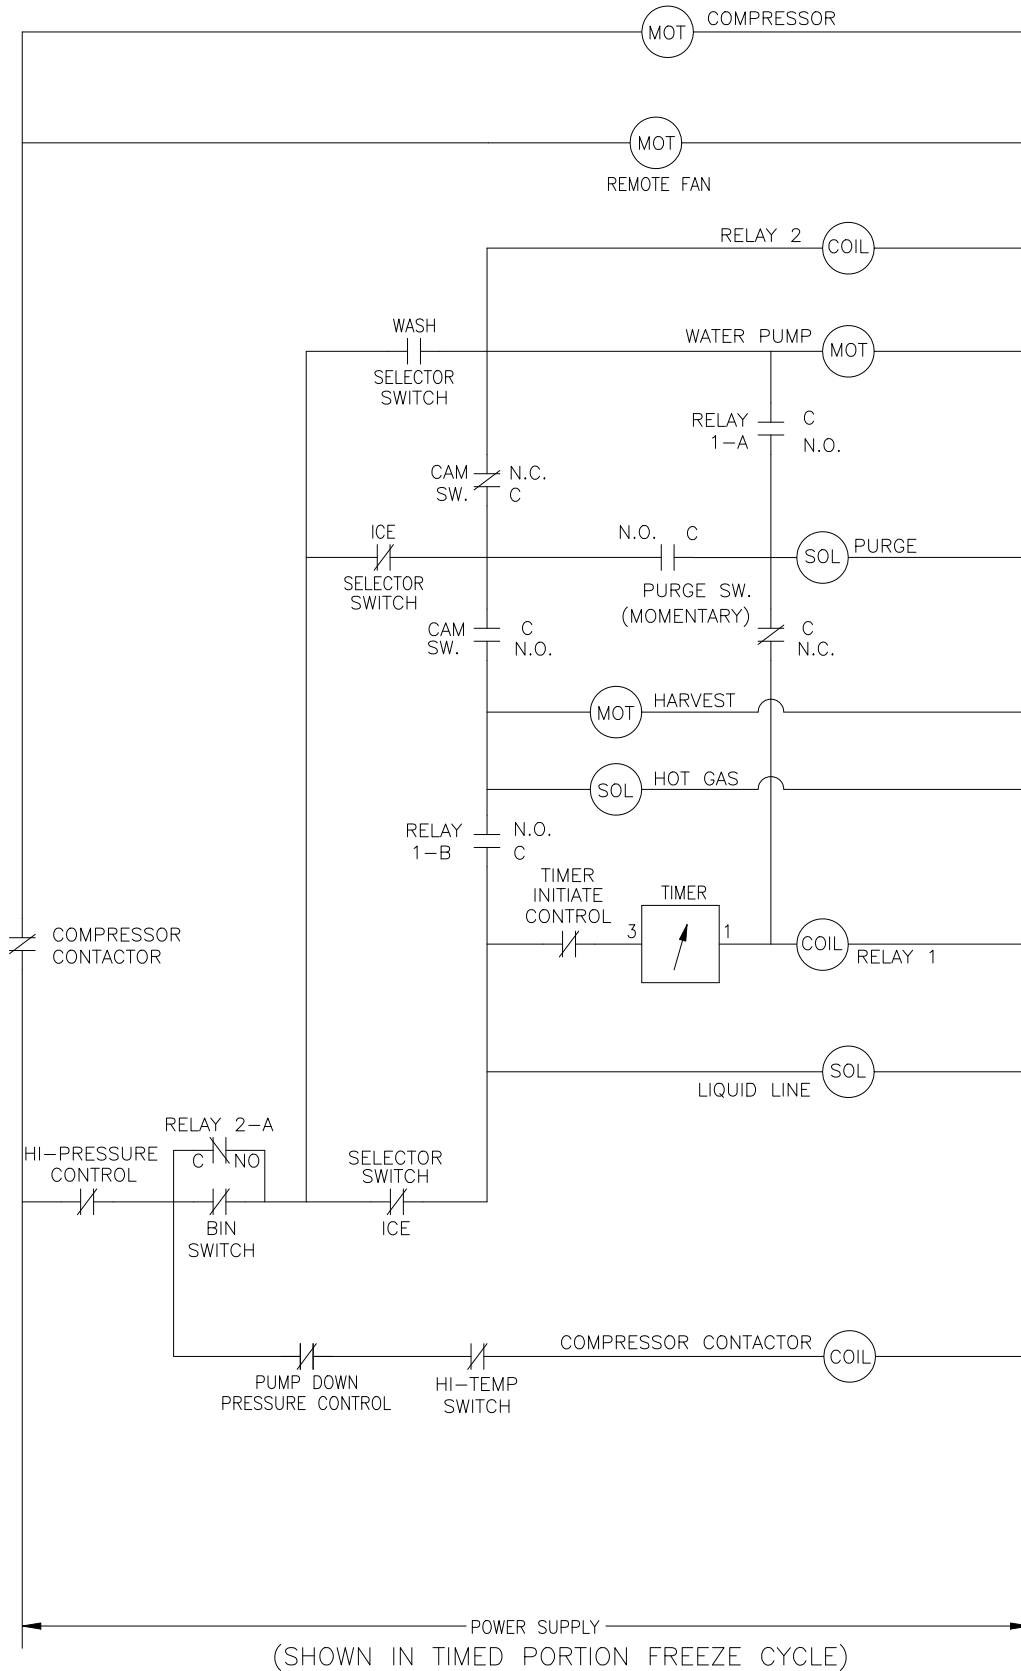 MOT COMPRESSOR
MOT
REMOTE FAN
RELAY 2 COIL
WASH
SELECTOR
SWITCH
WATER PUMP MOT
RELAY
1-A
C
N.O.
CAM
SW.
N.C.
C
ICE
SELECTOR
SWITCH
N.O. C
PURGE SW.
(MOMENTARY)
SOL PURGE
CAM
SW.
C
N.O.
C
N.C.
MOT HARVEST
SOL HOT GAS
RELAY
1-B
N.O.
C
TIMER
INITIATE
CONTROL
TIMER
3 1
COIL RELAY 1
COMPRESSOR
CONTACTOR
SOL
LIQUID LINE
RELAY 2-A
C NO
HI-PRESSURE
CONTROL
BIN
SWITCH
SELECTOR
SWITCH
ICE
COMPRESSOR CONTACTOR COIL
PUMP DOWN
PRESSURE CONTROL
HI-TEMP
SWITCH
POWER SUPPLY
(SHOWN IN TIMED PORTION FREEZE CYCLE)